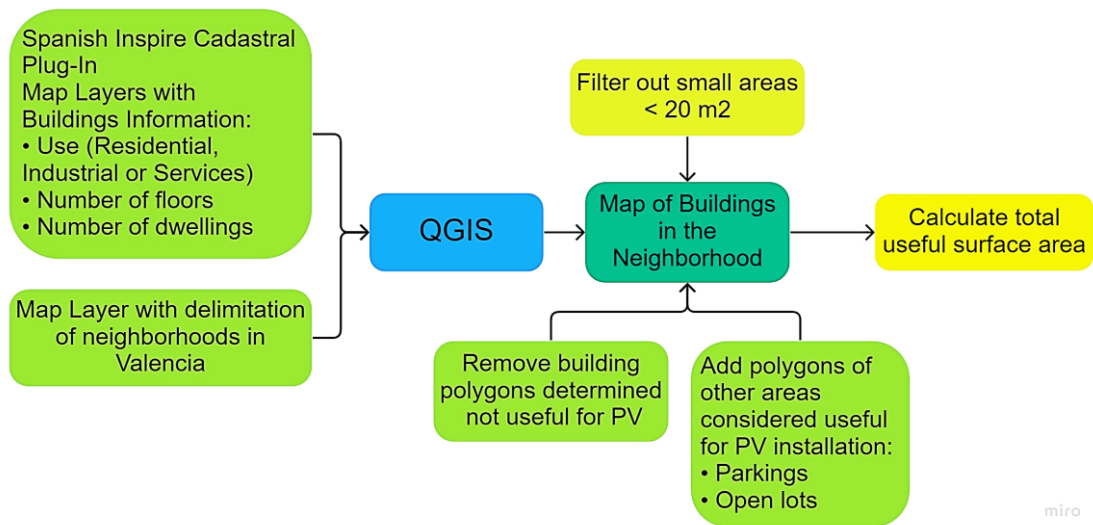 Spanish Inspire Cadastral
Plug-In
Map Layers with
Buildings Information:
• Use (Residential,
Industrial or Services)
• Number of floors
• Number of dwellings
Map Layer with delimitation
of neighborhoods in
Valencia
QGIS
Filter out small areas
< 20 m2
Map of Buildings
in the
Neighborhood
Calculate total
useful surface area
Remove building
polygons determined
not useful for PV
Add polygons of
other areas
considered useful
for PV installation:
• Parkings
• Open lots
miro